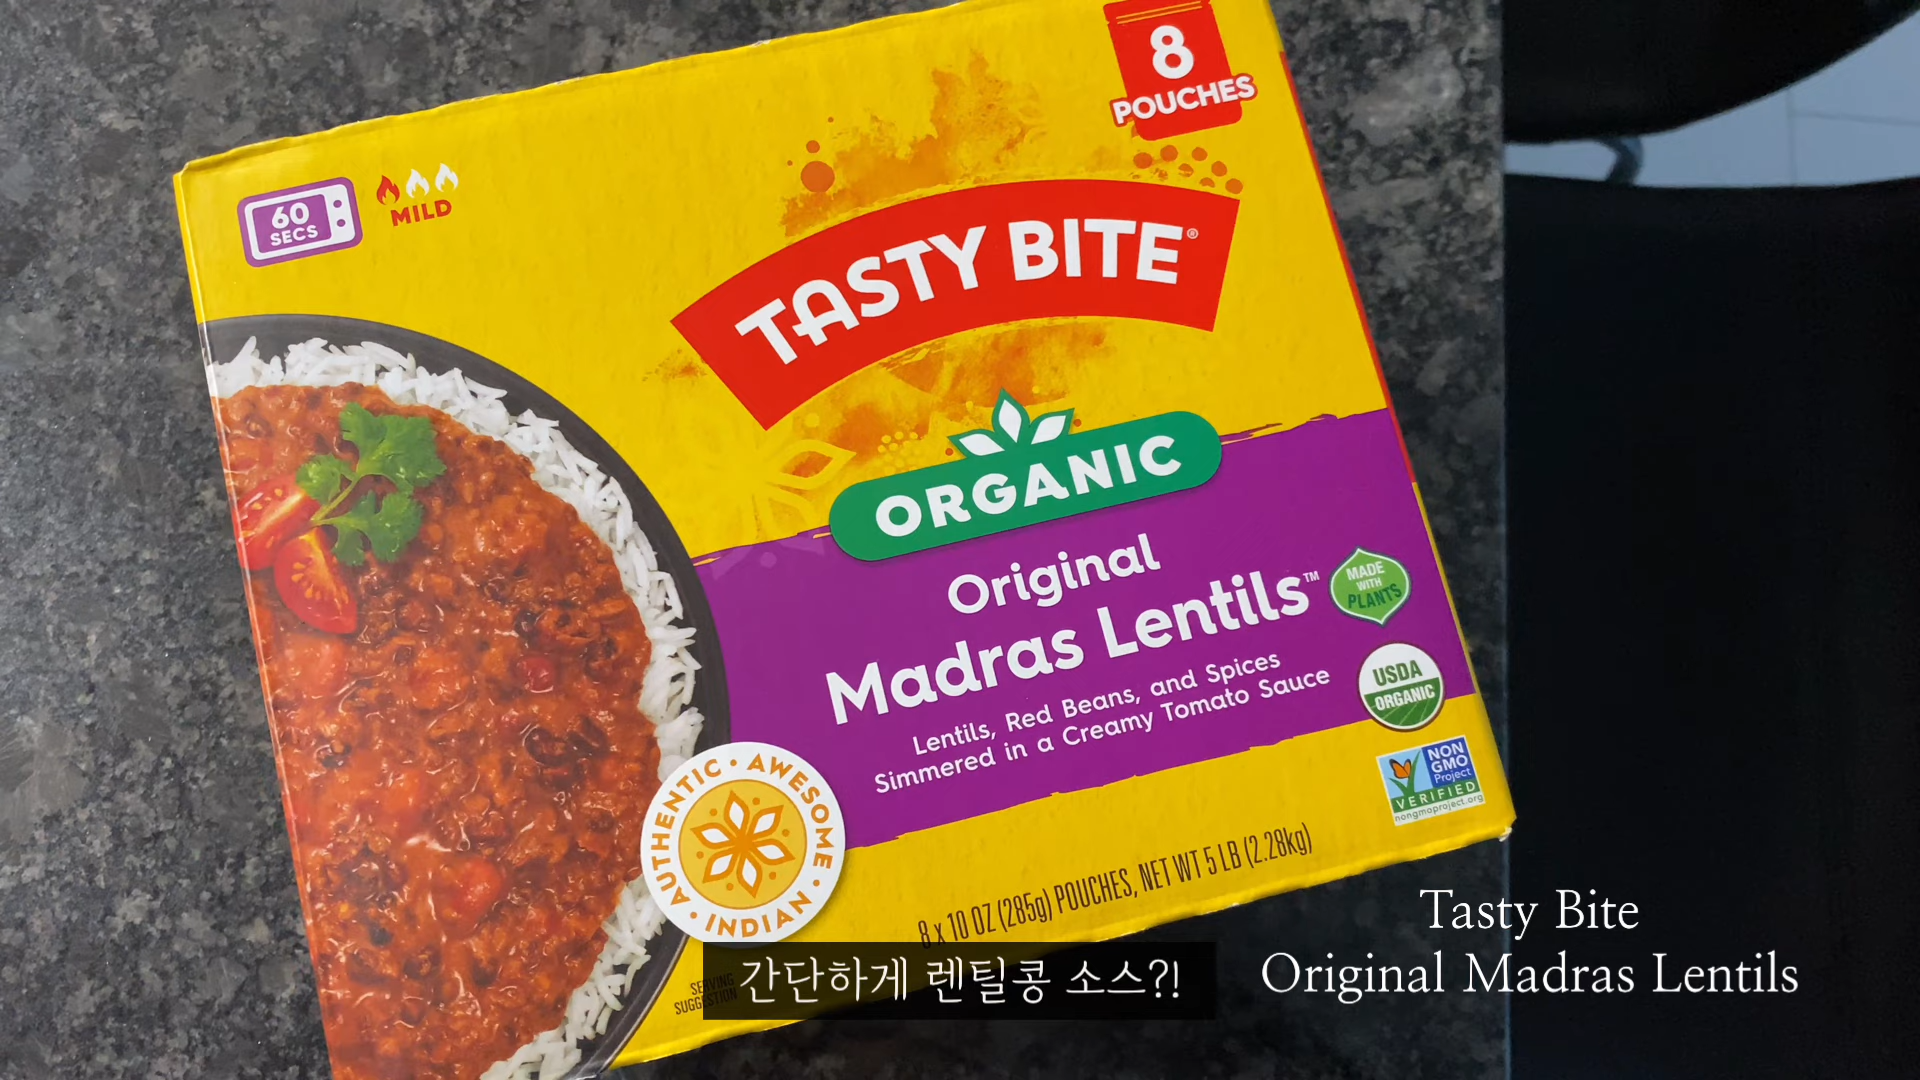 8
POUCHES
60
SECS
MILD
TASTY BITE®
ORGANIC
Original
Madras Lentils™
MADE
WITH
PLANTS
Lentils, Red Beans, and Spices
Simmered in a Creamy Tomato Sauce
USDA
ORGANIC
NON
GMO
Project
VERIFIED
nongmoproject.org
AUTHENTIC • AWESOME • INDIAN •
8 x 10 OZ (285g) POUCHES, NET WT 5 LB (2.28kg)
SERVING
SUGGESTION
간단하게 렌틸콩 소스?!
Tasty Bite
Original Madras Lentils